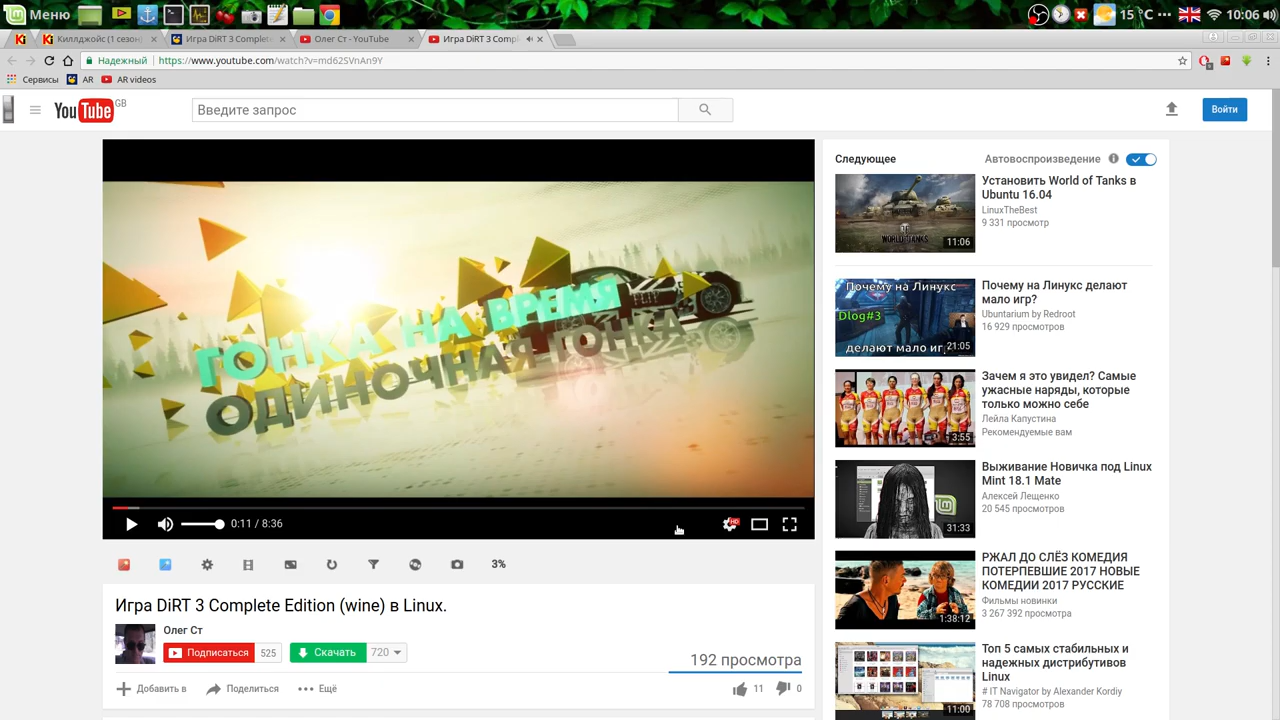 Меню
15 °C
10:06
Киллджойс (1 сезон)
Игра DiRT 3 Complet
Олег Ст - YouTube
Игра DiRT 3 Compl
Надежный
https://www.youtube.com/watch?v=md62SVnAn9Y
Сервисы
AR
AR videos
YouTube GB
Введите запрос
Войти
ГОНКА НА ВРЕМЯ
ОДИНОЧНАЯ ГОНКА
0:11 / 8:36
HD
3%
Игра DiRT 3 Complete Edition (wine) в Linux.
Олег Ст
Подписаться
525
Скачать
720
192 просмотра
Добавить в
Поделиться
Ещё
11
0
Следующее
Автовоспроизведение
WORLD TANKS
11:06
Установить World of Tanks в
Ubuntu 16.04
LinuxTheBest
9 331 просмотр
Почему на Линукс
Dlog#3
делают мало иг
21:05
Почему на Линукс делают
мало игр?
Ubuntarium by Redroot
16 929 просмотров
3:55
Зачем я это увидел? Самые
ужасные наряды, которые
только можно себе
Лейла Капустина
Рекомендуемые вам
31:33
Выживание Новичка под Linux
Mint 18.1 Mate
Алексей Лещенко
20 545 просмотров
1:38:12
РЖАЛ ДО СЛЁЗ КОМЕДИЯ
ПОТЕРПЕВШИЕ 2017 НОВЫЕ
КОМЕДИИ 2017 РУССКИЕ
Фильмы новинки
3 267 392 просмотра
11:00
Топ 5 самых стабильных и
надежных дистрибутивов
Linux
# IT Navigator by Alexander Kordiy
78 708 просмотров